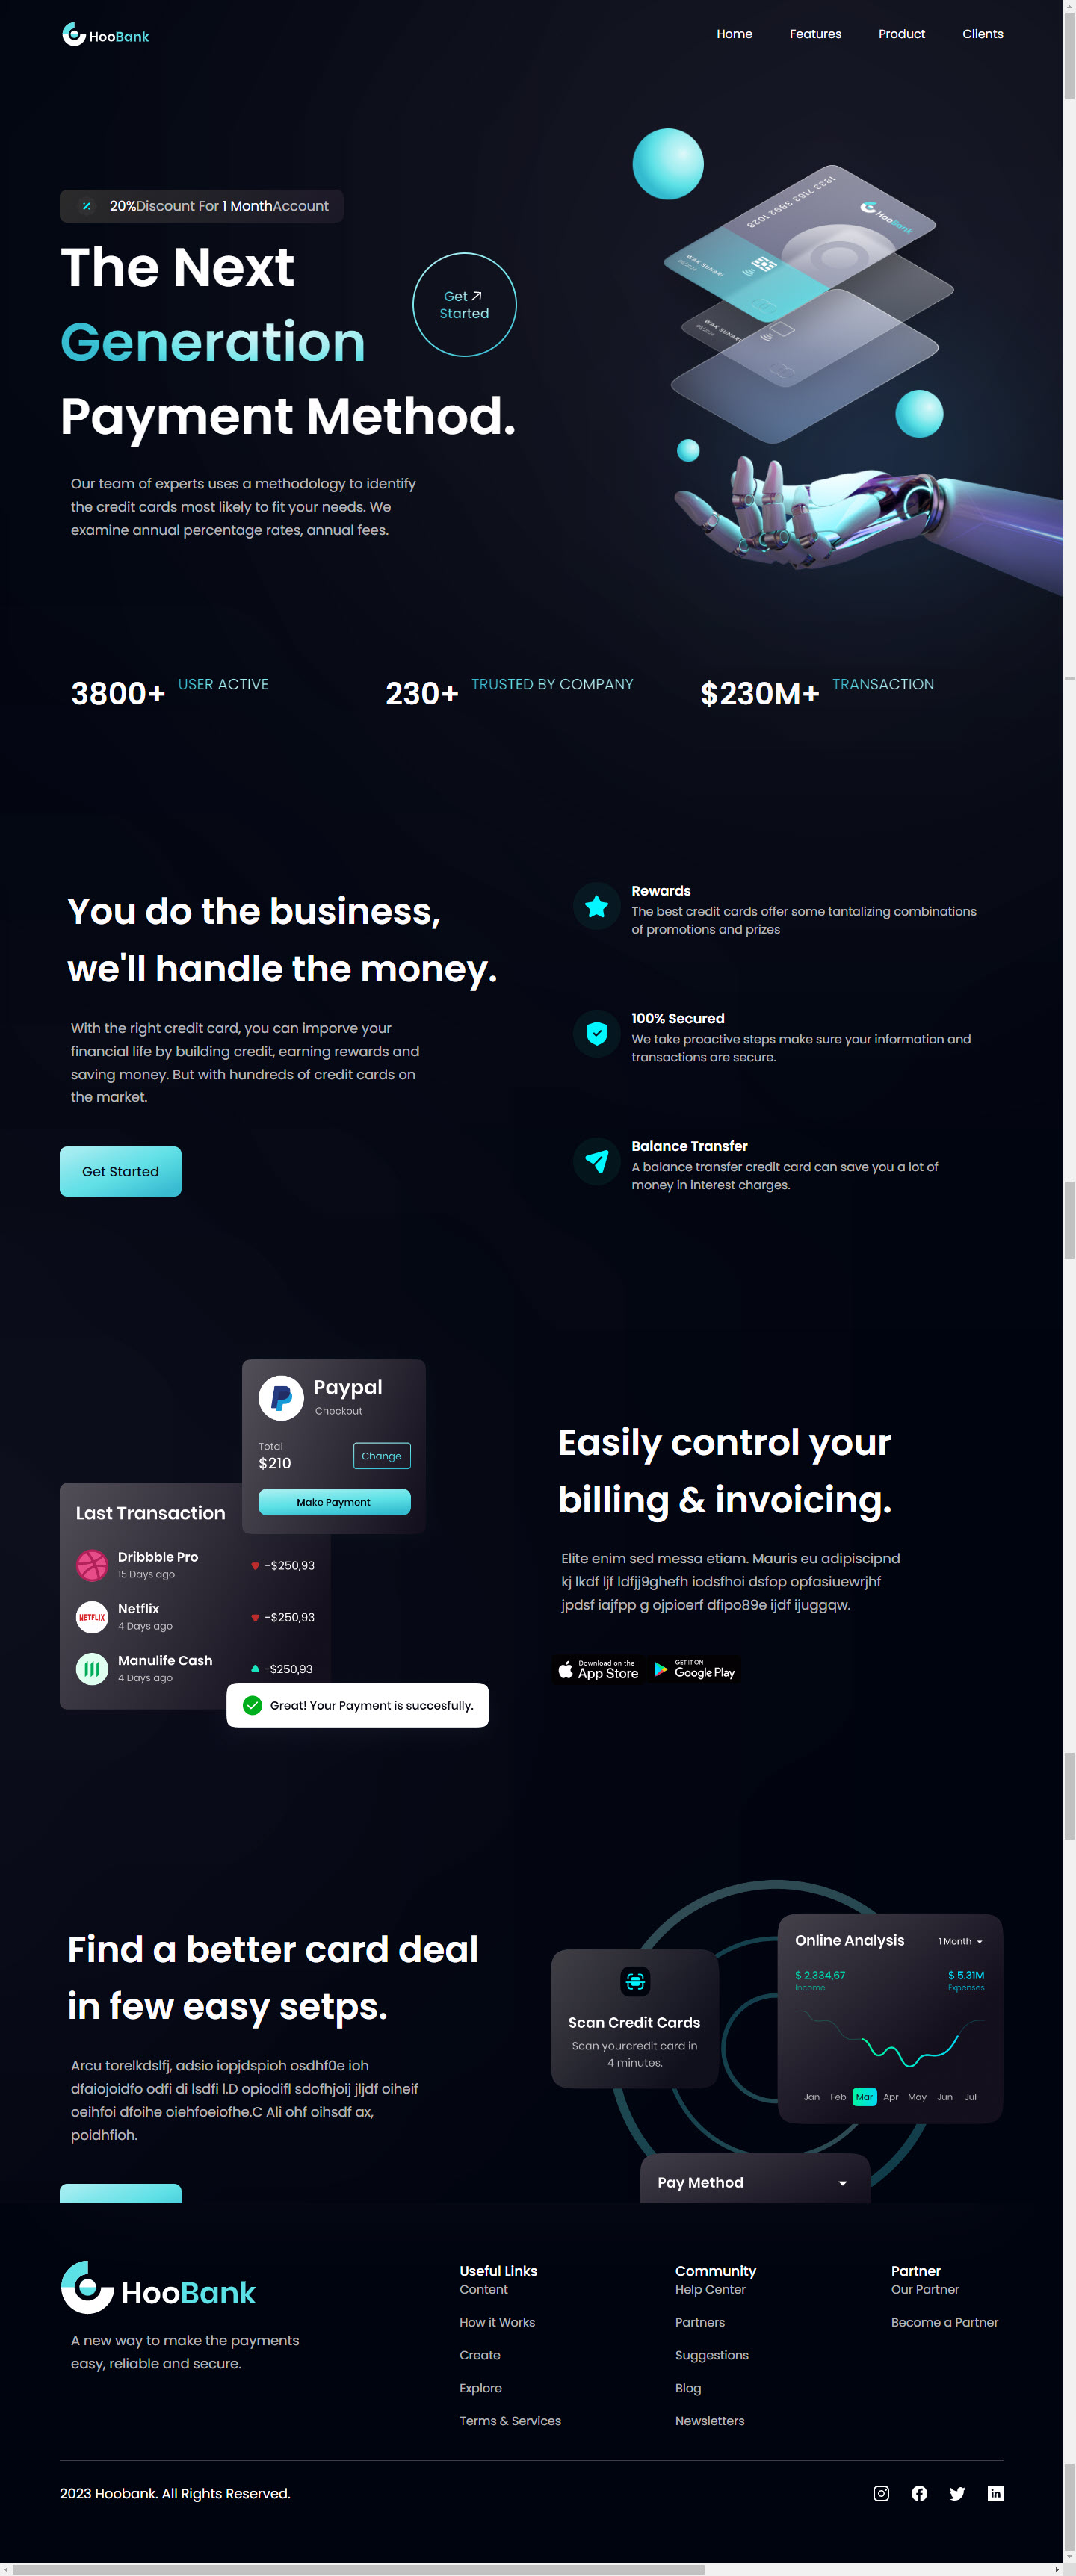 HooBank
Home Features Product Clients
20%Discount For 1 MonthAccount
The Next
Generation
Payment Method.
Get
Started
1833 7163 3892 1028
HooBank
WAK SUNARI
WAK SUNARI
Our team of experts uses a methodology to identify
the credit cards most likely to fit your needs. We
examine annual percentage rates, annual fees.
3800+ USER ACTIVE
230+ TRUSTED BY COMPANY
$230M+ TRANSACTION
You do the business,
we'll handle the money.
With the right credit card, you can imporve your
financial life by building credit, earning rewards and
saving money. But with hundreds of credit cards on
the market.
Get Started
Rewards
The best credit cards offer some tantalizing combinations
of promotions and prizes
100% Secured
We take proactive steps make sure your information and
transactions are secure.
Balance Transfer
A balance transfer credit card can save you a lot of
money in interest charges.
Paypal
Checkout
Total
$210
Change
Make Payment
Last Transaction
Dribbble Pro
15 Days ago
-$250,93
NETFLIX
Netflix
4 Days ago
-$250,93
Manulife Cash
4 Days ago
-$250,93
Great! Your Payment is succesfully.
Easily control your
billing & invoicing.
Elite enim sed messa etiam. Mauris eu adipiscipnd
kj lkdf ljf ldfjj9ghefh iodsfhoi dsfop opfasiuewrjhf
jpdsf iajfpp g ojpioerf dfipo89e ijdf ijuggqw.
Download on the
App Store
GET IT ON
Google Play
Find a better card deal
in few easy setps.
Arcu torelkdslfj, adsio iopjdspioh osdhf0e ioh
dfaiojoidfo odfi di lsdfi l.D opiodifl sdofhjoij jljdf oiheif
oeihfoi dfoihe oiehfoeiofhe.C Ali ohf oihsdf ax,
poidhfioh.
Scan Credit Cards
Scan yourcredit card in
4 minutes.
Online Analysis
1 Month
$ 2,334,67
Income
$ 5.31M
Expenses
Jan Feb Mar Apr May Jun Jul
Pay Method
HooBank
A new way to make the payments
easy, reliable and secure.
Useful Links
Content
How it Works
Create
Explore
Terms & Services
Community
Help Center
Partners
Suggestions
Blog
Newsletters
Partner
Our Partner
Become a Partner
2023 Hoobank. All Rights Reserved.